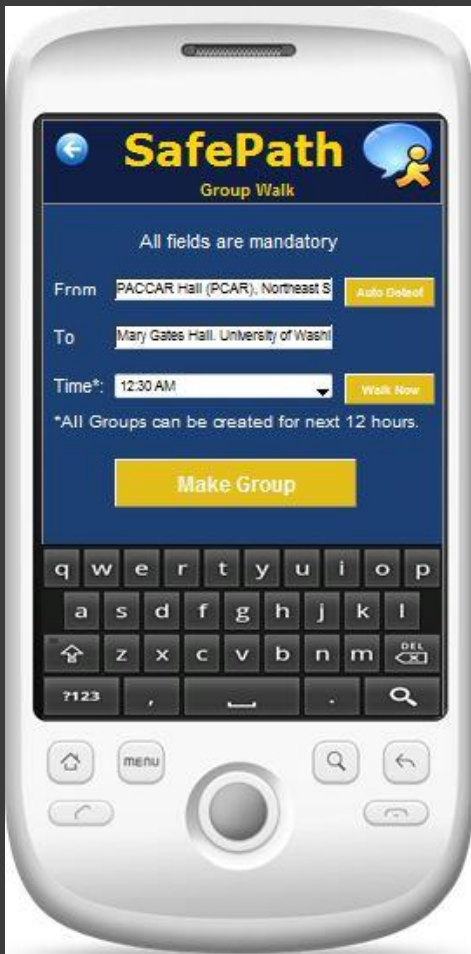 SafePath
Group Walk
All fields are mandatory
From PACCAR Hall (PCAR), Northeast S Auto Detect
To Mary Gates Hall. University of Washi
Time*: 12:30 AM Walk Now
*All Groups can be created for next 12 hours.
Make Group
q w e r t y u i o p
a s d f g h j k l
z x c v b n m DEL
?123 , .
menu